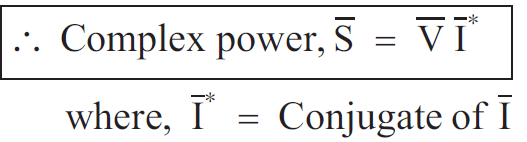 ∴ Complex power, S̅ = V̅ I̅*
where, I̅* = Conjugate of I̅